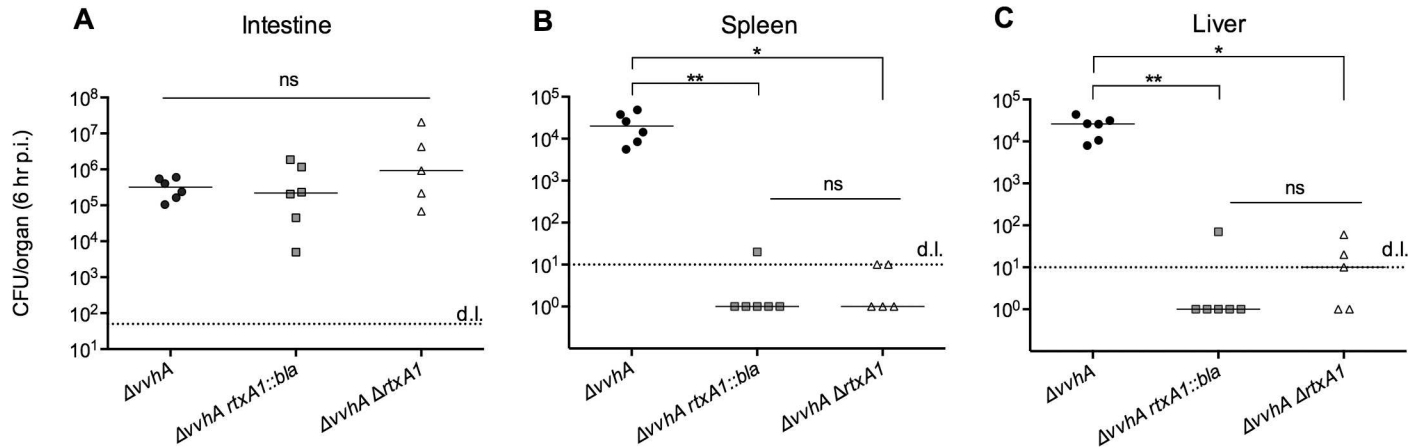 A Intestine
CFU/organ (6 hr p.i.)
ns
10⁸
10⁷
10⁶
10⁵
10⁴
10³
10²
10¹
d.l.
ΔvvhA
ΔvvhA rtxA1::bla
ΔvvhA ΔrtxA1
B Spleen
*
**
10⁵
10⁴
10³
10²
10¹
10⁰
ns
d.l.
ΔvvhA
ΔvvhA rtxA1::bla
ΔvvhA ΔrtxA1
C Liver
*
**
10⁵
10⁴
10³
10²
10¹
10⁰
ns
d.l.
ΔvvhA
ΔvvhA rtxA1::bla
ΔvvhA ΔrtxA1